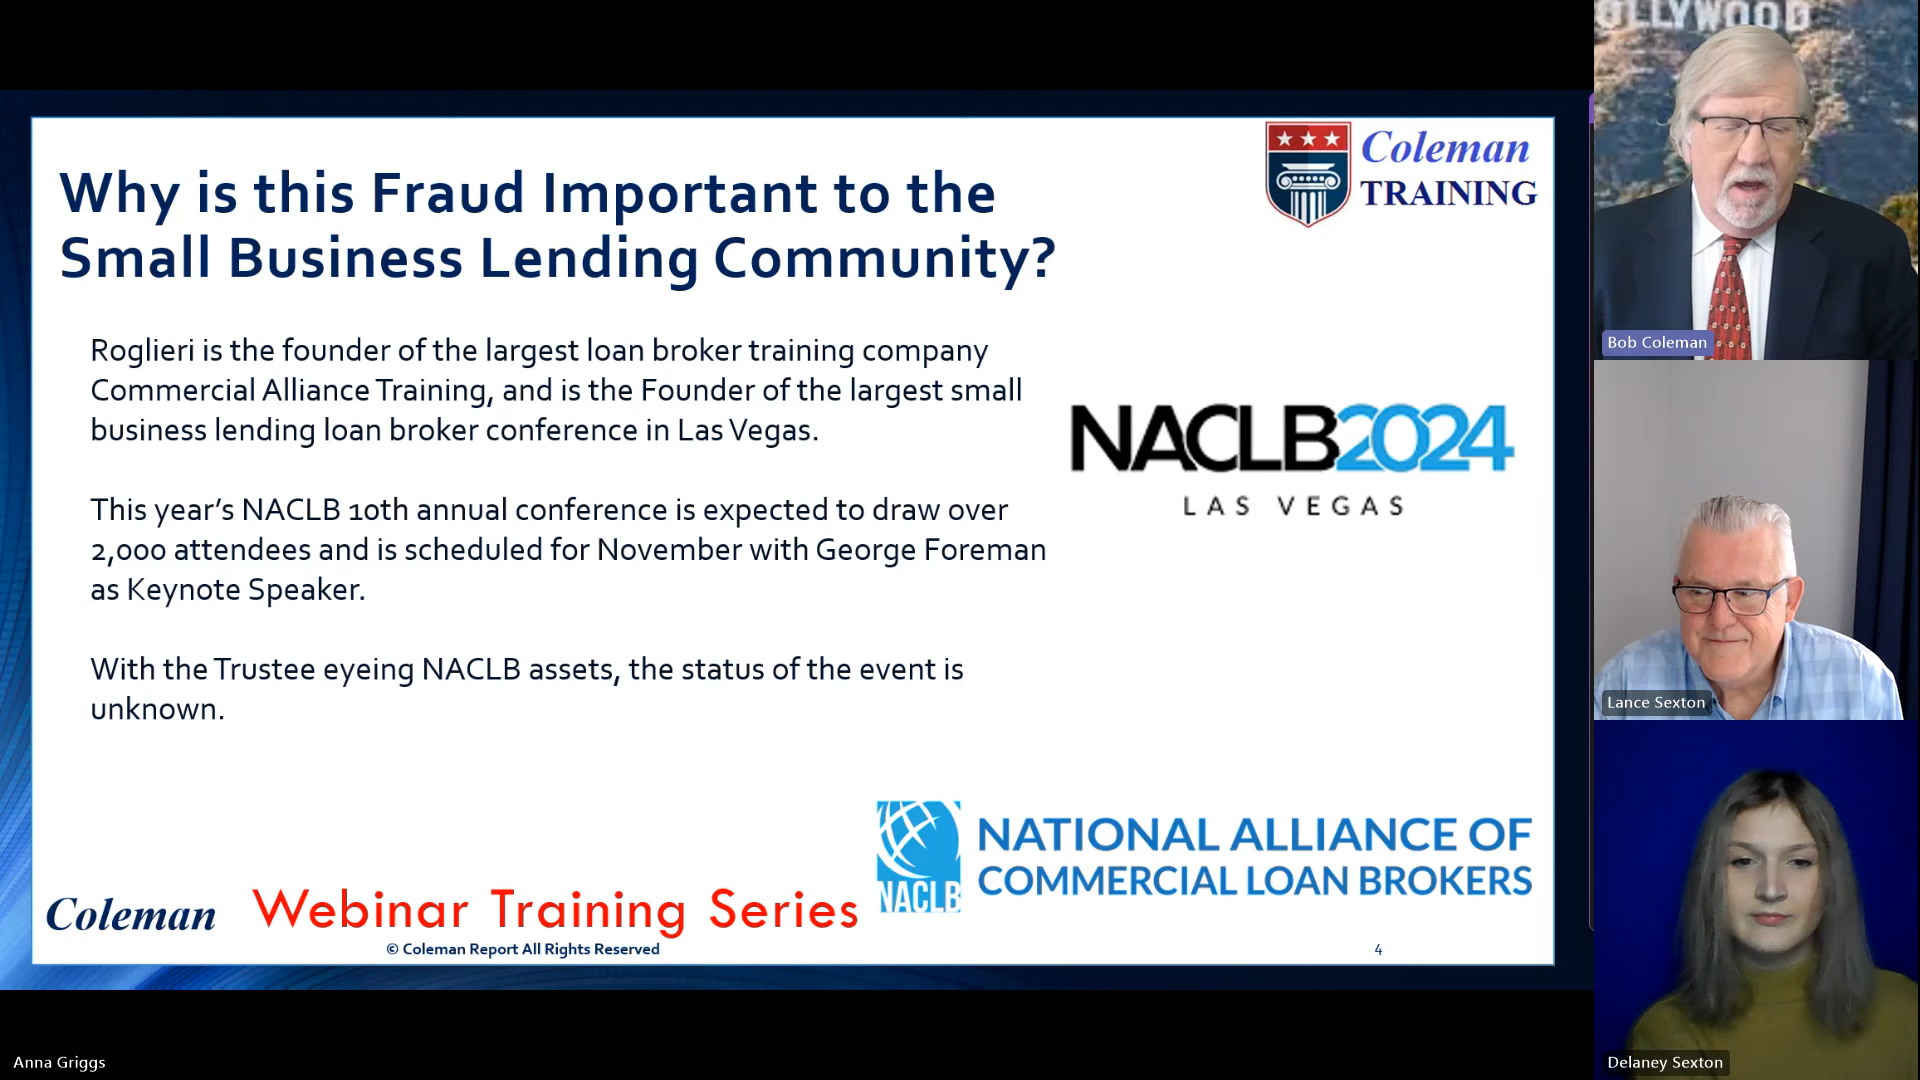 Why is this Fraud Important to the
Small Business Lending Community?
Coleman
TRAINING
Roglieri is the founder of the largest loan broker training company
Commercial Alliance Training, and is the Founder of the largest small
business lending loan broker conference in Las Vegas.
This year’s NACLB 10th annual conference is expected to draw over
2,000 attendees and is scheduled for November with George Foreman
as Keynote Speaker.
With the Trustee eyeing NACLB assets, the status of the event is
unknown.
NACLB2024
LAS VEGAS
NACLB
NATIONAL ALLIANCE OF
COMMERCIAL LOAN BROKERS
Coleman Webinar Training Series
© Coleman Report All Rights Reserved
4
Anna Griggs
OLLYWOOD
Bob Coleman
Lance Sexton
Delaney Sexton